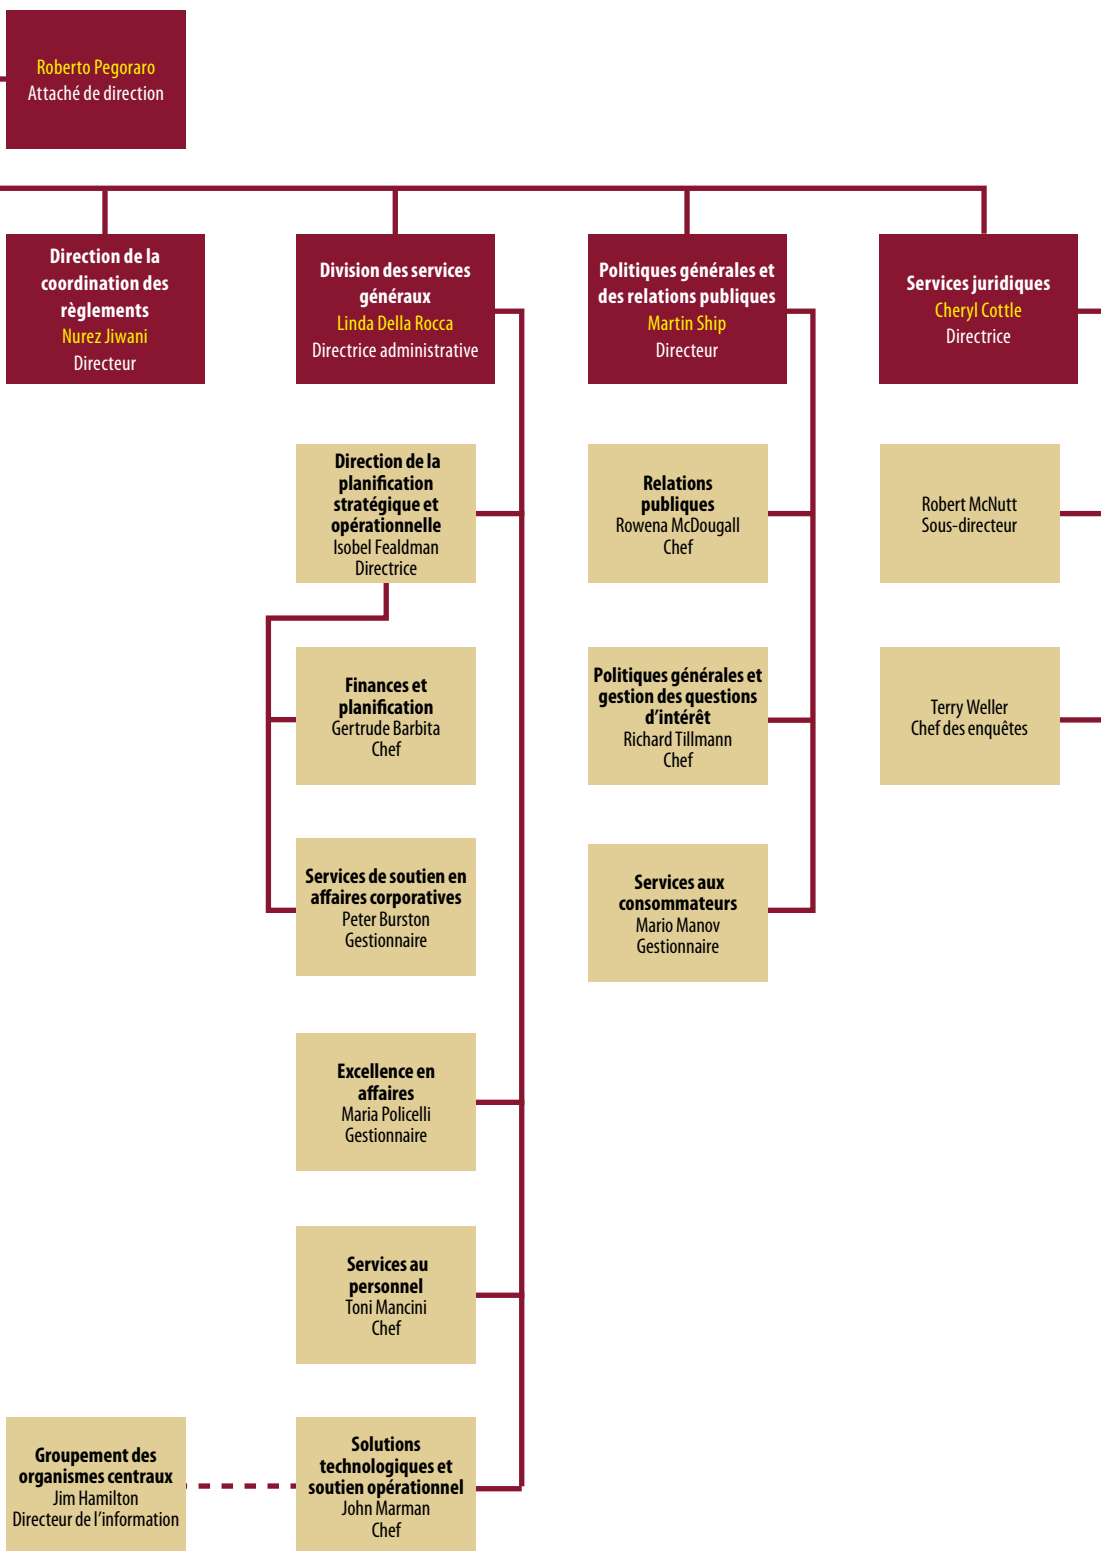 Roberto Pegoraro
Attaché de direction
Direction de la
coordination des
règlements
Nurez Jiwani
Directeur
Division des services
généraux
Linda Della Rocca
Directrice administrative
Politiques générales et
des relations publiques
Martin Ship
Directeur
Services juridiques
Cheryl Cottle
Directrice
Direction de la
planification
stratégique et
opérationnelle
Isobel Fealdman
Directrice
Relations
publiques
Rowena McDougall
Chef
Robert McNutt
Sous-directeur
Finances et
planification
Gertrude Barbita
Chef
Politiques générales et
gestion des questions
d’intérêt
Richard Tillmann
Chef
Terry Weller
Chef des enquêtes
Services de soutien en
affaires corporatives
Peter Burston
Gestionnaire
Services aux
consommateurs
Mario Manov
Gestionnaire
Excellence en
affaires
Maria Policelli
Gestionnaire
Services au
personnel
Toni Mancini
Chef
Groupement des
organismes centraux
Jim Hamilton
Directeur de l’information
Solutions
technologiques et
soutien opérationnel
John Marman
Chef